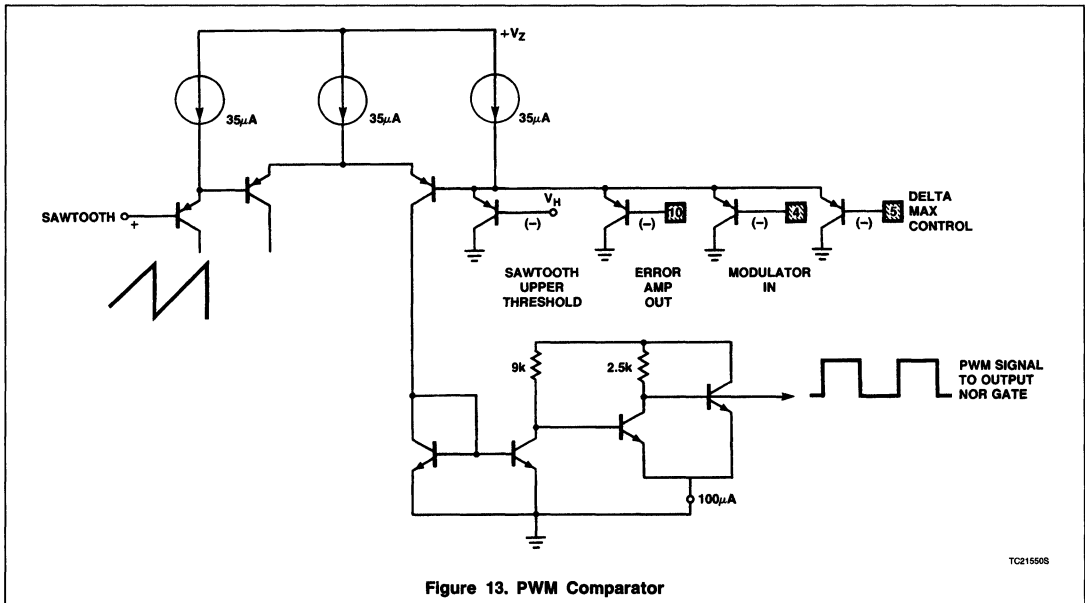 +VZ
35μA
35μA
35μA
SAWTOOTH
+
VH
(–)
10
(–)
4
(–)
5
(–)
DELTA
MAX
CONTROL
SAWTOOTH
UPPER
THRESHOLD
ERROR
AMP
OUT
MODULATOR
IN
9k
2.5k
PWM SIGNAL
TO OUTPUT
NOR GATE
100μA
TC21550S
Figure 13. PWM Comparator